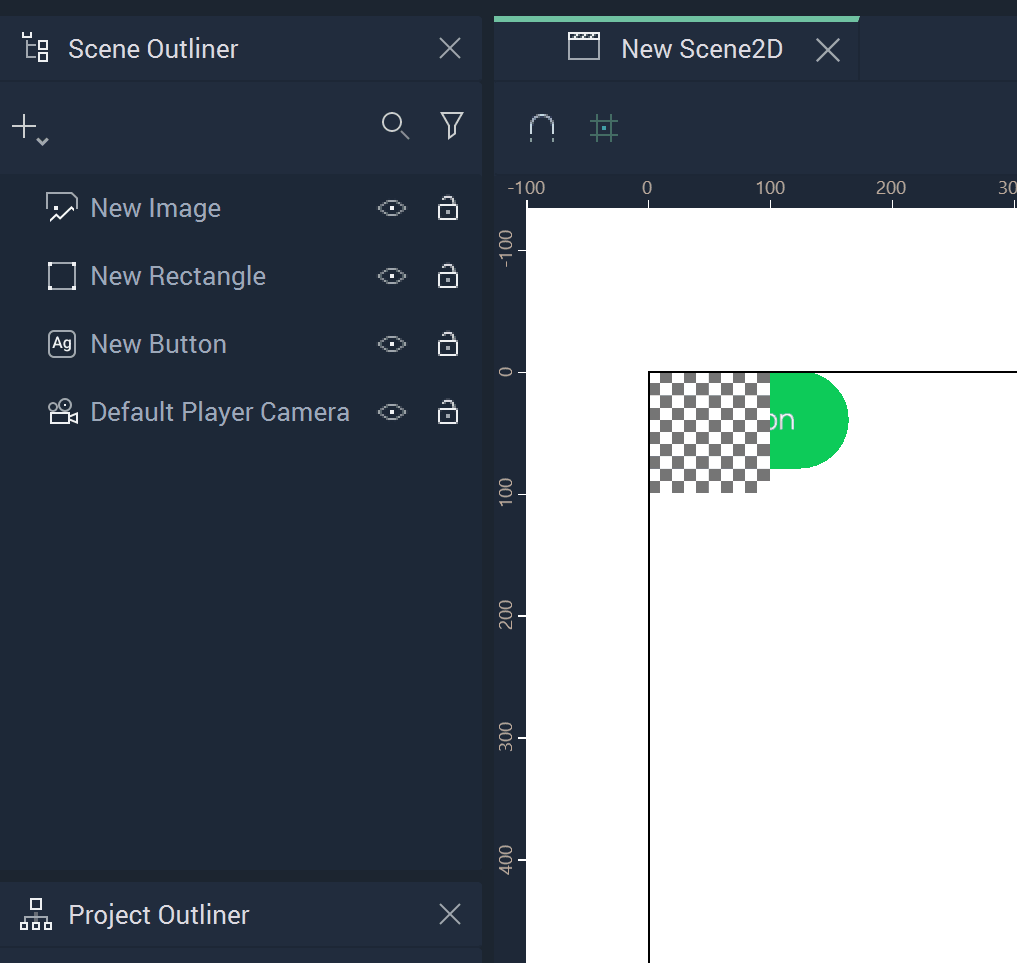 Scene Outliner
New Scene2D
-100 0 100 200
New Image
New Rectangle
Ag New Button
Default Player Camera
-100
0
100
200
300
400
on
Project Outliner